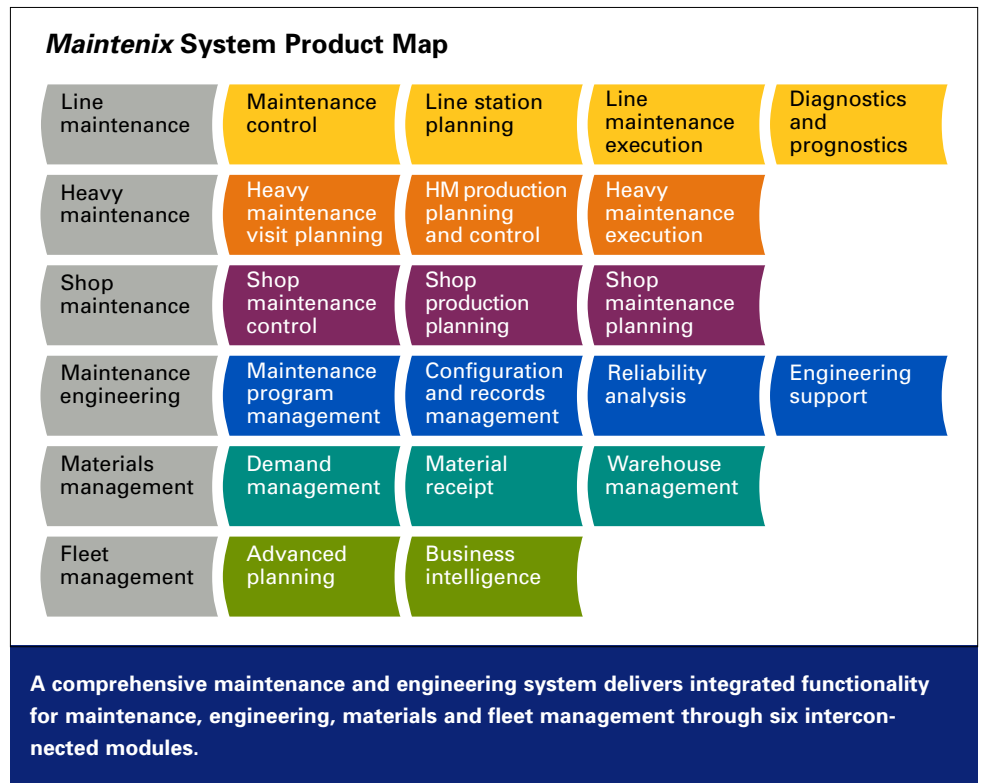 Maintenix System Product Map
Line
maintenance
Maintenance
control
Line station
planning
Line
maintenance
execution
Diagnostics
and
prognostics
Heavy
maintenance
Heavy
maintenance
visit planning
HM production
planning
and control
Heavy
maintenance
execution
Shop
maintenance
Shop
maintenance
control
Shop
production
planning
Shop
maintenance
planning
Maintenance
engineering
Maintenance
program
management
Configuration
and records
management
Reliability
analysis
Engineering
support
Materials
management
Demand
management
Material
receipt
Warehouse
management
Fleet
management
Advanced
planning
Business
intelligence
A comprehensive maintenance and engineering system delivers integrated functionality
for maintenance, engineering, materials and fleet management through six intercon-
nected modules.